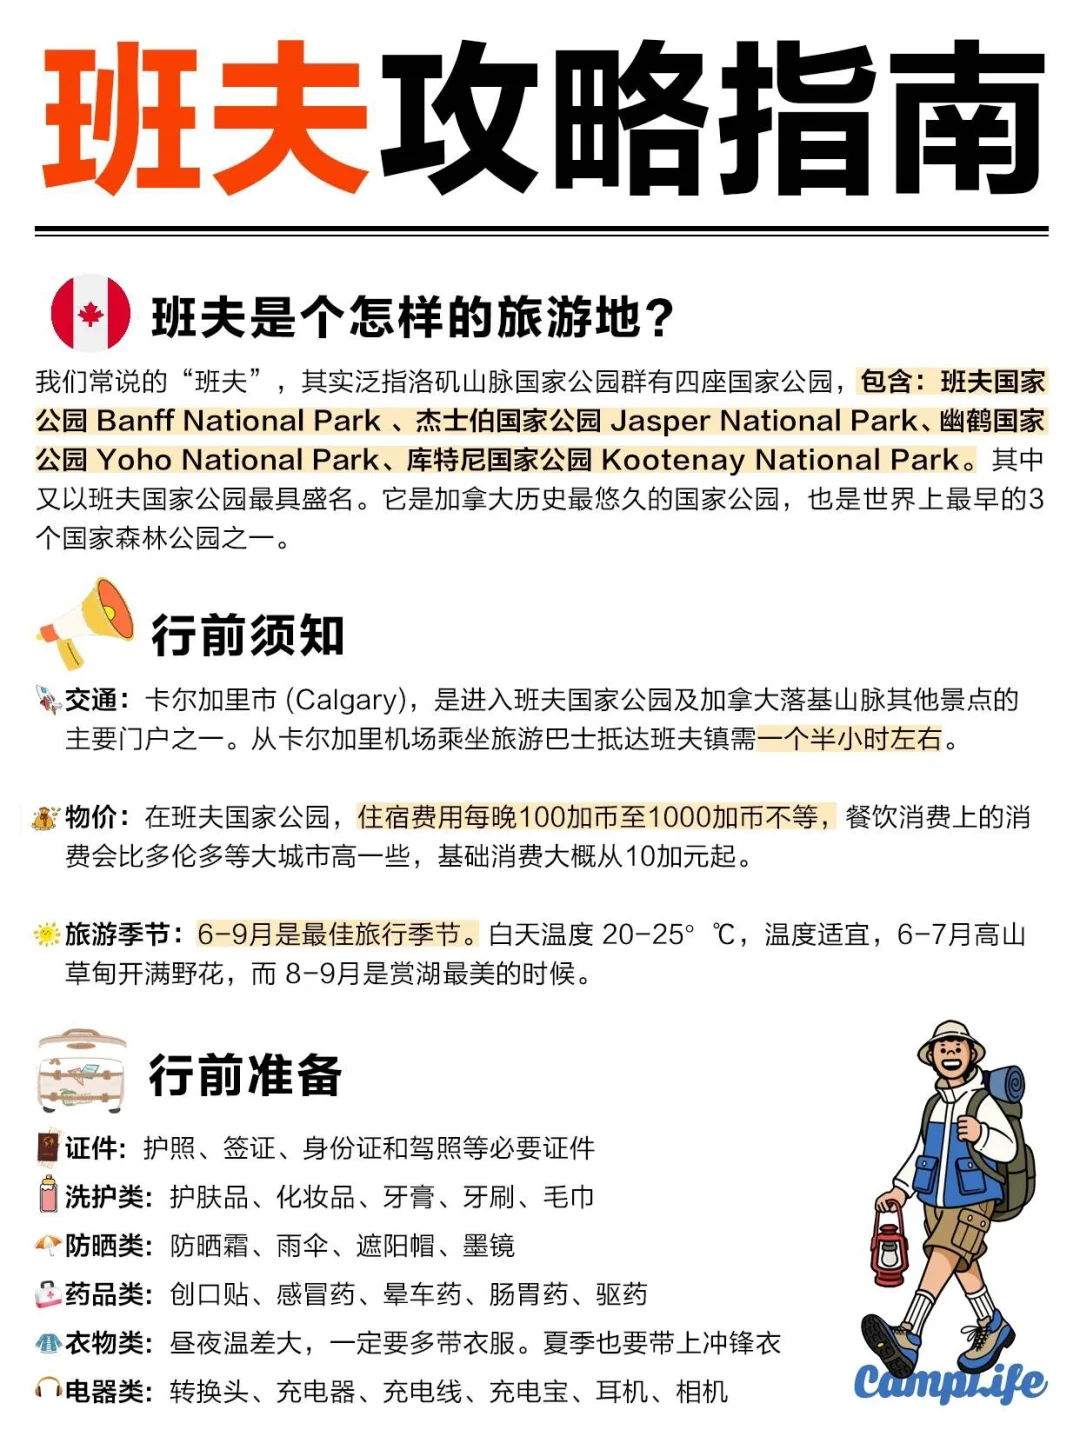 班夫攻略指南
班夫是个怎样的旅游地？
我们常说的“班夫”，其实泛指洛矶山脉国家公园群有四座国家公园，包含：班夫国家
公园 Banff National Park 、杰士伯国家公园 Jasper National Park、幽鹤国家
公园 Yoho National Park、库特尼国家公园 Kootenay National Park。其中
又以班夫国家公园最具盛名。它是加拿大历史最悠久的国家公园，也是世界上最早的3
个国家森林公园之一。
行前须知
交通：卡尔加里市 (Calgary)，是进入班夫国家公园及加拿大落基山脉其他景点的
主要门户之一。从卡尔加里机场乘坐旅游巴士抵达班夫镇需一个半小时左右。
物价：在班夫国家公园，住宿费用每晚100加币至1000加币不等，餐饮消费上的消
费会比多伦多等大城市高一些，基础消费大概从10加元起。
旅游季节：6-9月是最佳旅行季节。白天温度 20-25° ℃，温度适宜，6-7月高山
草甸开满野花，而 8-9月是赏湖最美的时候。
行前准备
证件：护照、签证、身份证和驾照等必要证件
洗护类：护肤品、化妆品、牙膏、牙刷、毛巾
防晒类：防晒霜、雨伞、遮阳帽、墨镜
药品类：创口贴、感冒药、晕车药、肠胃药、驱药
衣物类：昼夜温差大，一定要多带衣服。夏季也要带上冲锋衣
电器类：转换头、充电器、充电线、充电宝、耳机、相机
CampLife